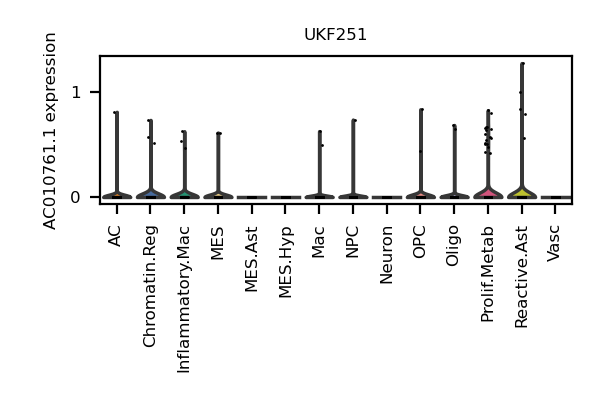 UKF251
AC010761.1 expression
1
0
AC
Chromatin.Reg
Inflammatory.Mac
MES
MES.Ast
MES.Hyp
Mac
NPC
Neuron
OPC
Oligo
Prolif.Metab
Reactive.Ast
Vasc